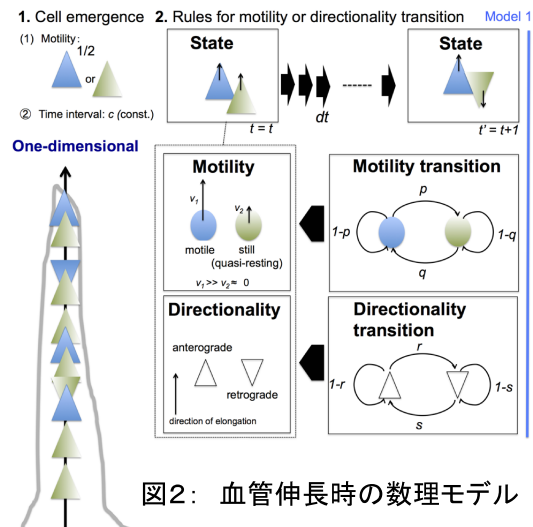 1. Cell emergence
2. Rules for motility or directionality transition
Model 1
(1) Motility:
1/2
or
② Time interval: c (const.)
One-dimensional
State
t = t
dt
State
t' = t+1
Motility
v₁
v₂
motile
still
(quasi-resting)
v₁ >> v₂ ≈ 0
Motility transition
p
1-p
1-q
q
Directionality
anterograde
retrograde
direction of elongation
Directionality
transition
r
1-r
1-s
s
図2： 血管伸長時の数理モデル